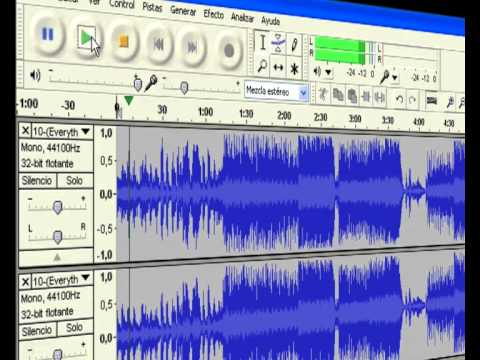 Ver Control Pistas Generar Efecto Analizar Ayuda
L
R
-24 -12 0
-24 -12 0
Mezcla estéreo
-1:00 -30 0 30 1:00 1:30 2:00 2:30 3:00 3:30 4:00 4:30
10-(Everyth
Mono, 44100Hz
32-bit flotante
Silencio Solo
- +
L R
1,0
0,5
0,0
-0,5
-1,0
10-(Everyth
Mono, 44100Hz
32-bit flotante
Silencio Solo
- +
1,0
0,5
0,0
-0,5